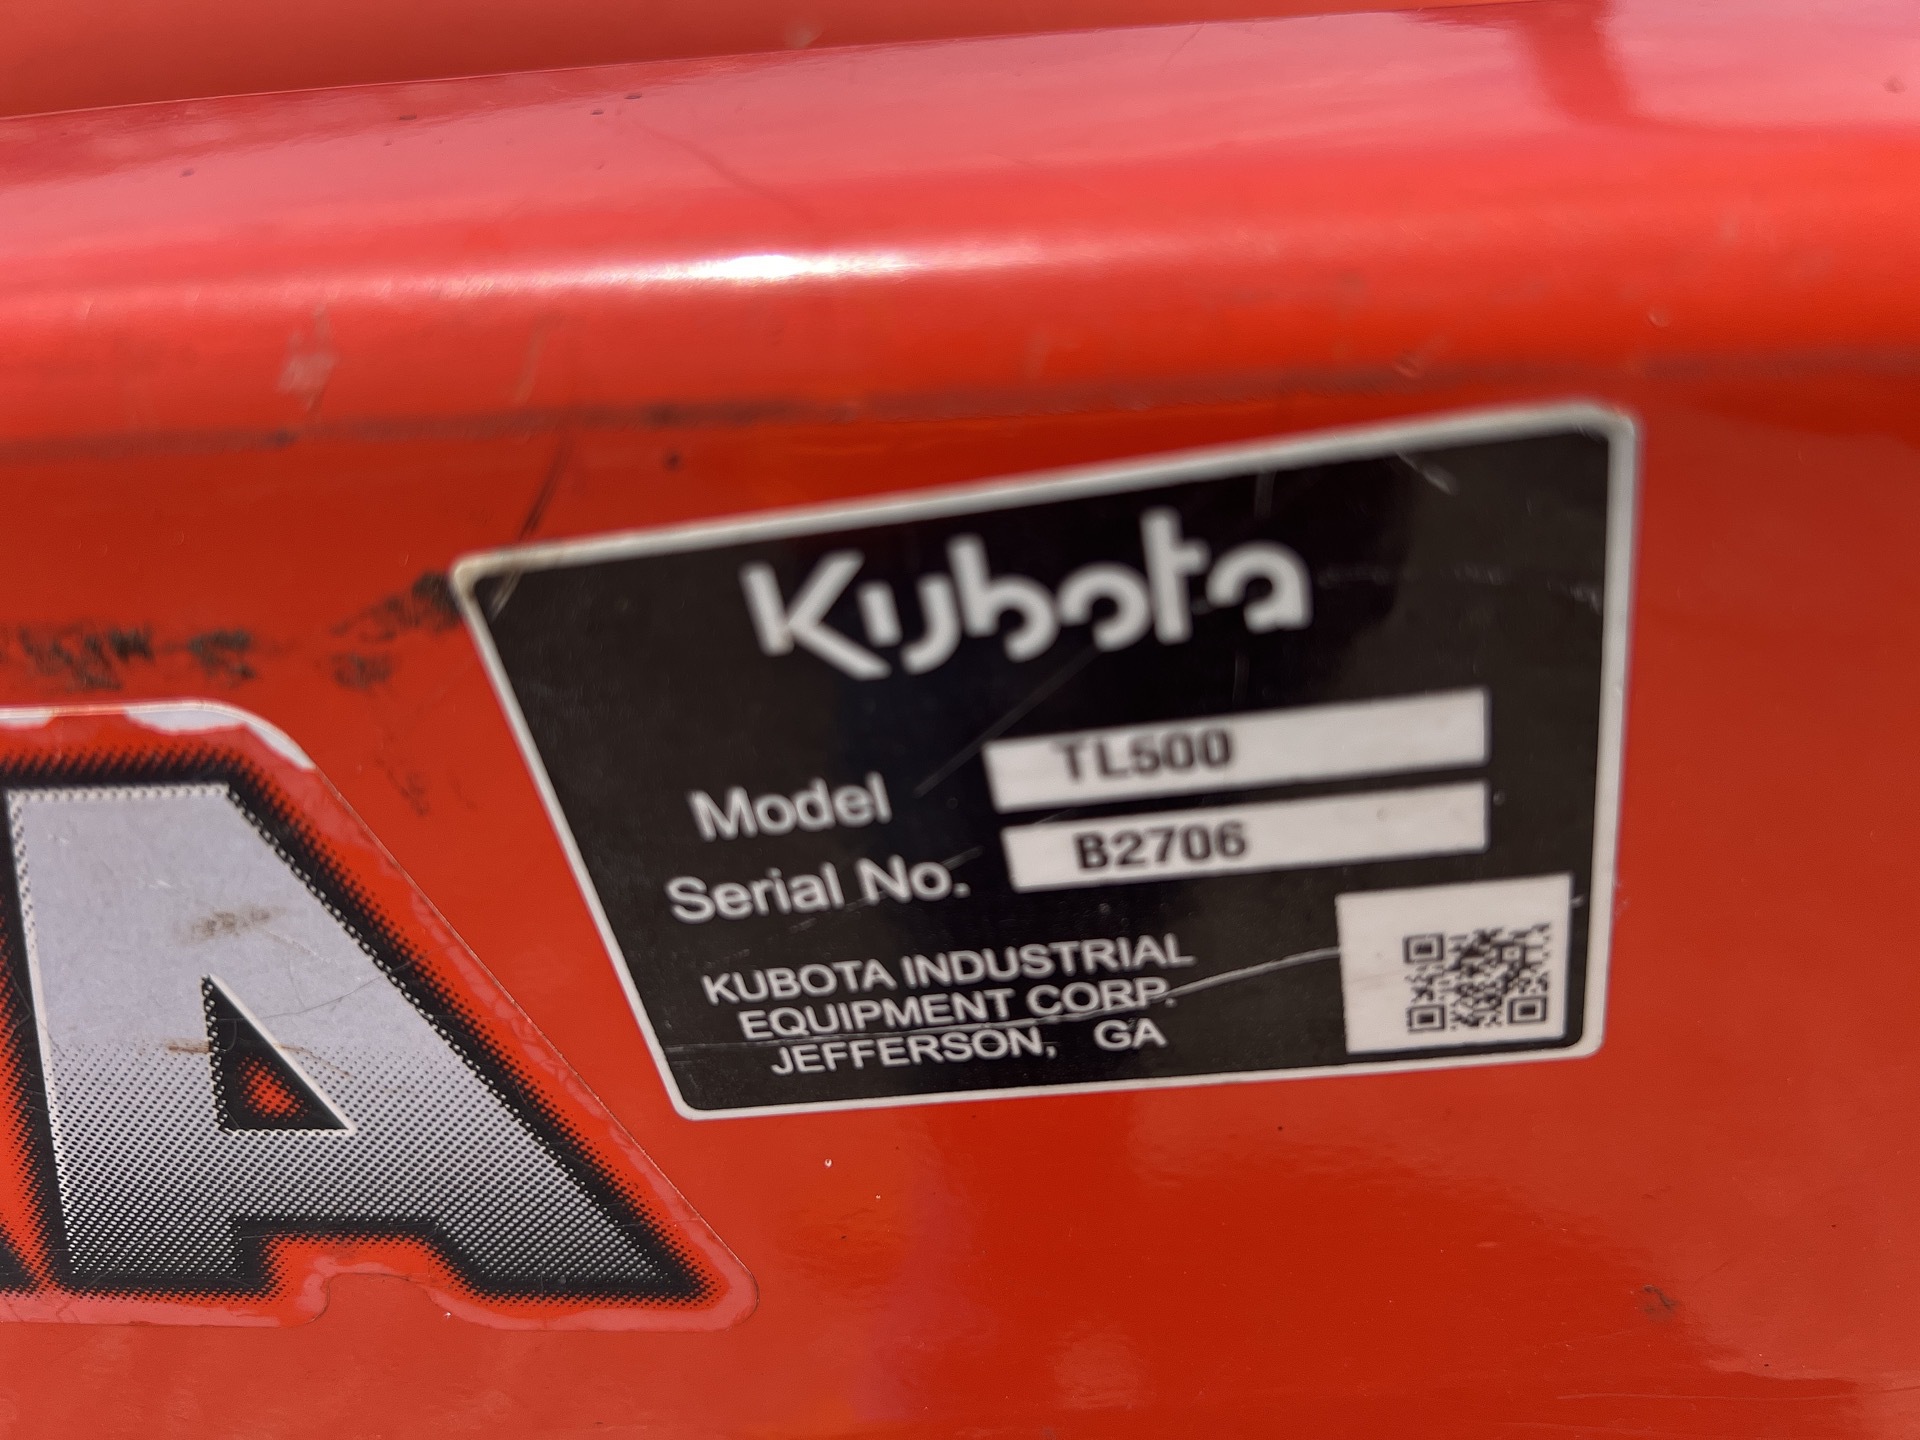 Kubota
Model TL500
Serial No. B2706
KUBOTA INDUSTRIAL
EQUIPMENT CORP.
JEFFERSON, GA
A